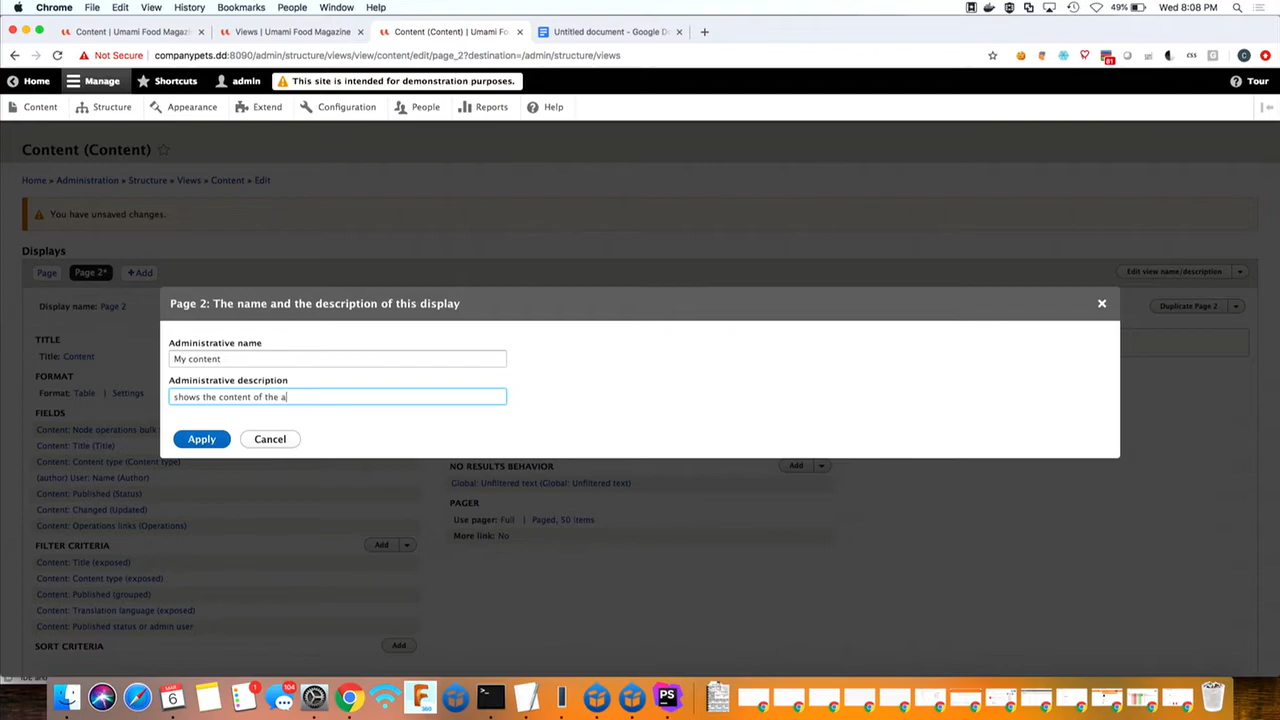 Chrome File Edit View History Bookmarks People Window Help 49% Wed 8:08 PM
Content | Umami Food Magaz Views | Umami Food Magazine Content (Content) | Umami Fo Untitled document - Google Do
Not Secure companypets.dd:8090/admin/structure/views/view/content/edit/page_2?destination=/admin/structure/views
Home Manage Shortcuts admin This site is intended for demonstration purposes. Tour
Content Structure Appearance Extend Configuration People Reports Help
Content (Content)
Home » Administration » Structure » Views » Content » Edit
You have unsaved changes.
Displays
Page Page 2* +Add Edit view name/description
Display name: Page 2 Duplicate Page 2
Page 2: The name and the description of this display
Administrative name
My content
Administrative description
shows the content of the a
Apply Cancel
TITLE
Title: Content
FORMAT
Format: Table | Settings
FIELDS
Content: Node operations bulk
Content: Title (Title)
Content: Content type (Content type)
(author) User: Name (Author)
Content: Published (Status)
Content: Changed (Updated)
Content: Operations links (Operations)
FILTER CRITERIA Add
Content: Title (exposed)
Content: Content type (exposed)
Content: Published (grouped)
Content: Translation language (exposed)
Content: Published status or admin user
SORT CRITERIA Add
NO RESULTS BEHAVIOR Add
Global: Unfiltered text (Global: Unfiltered text)
PAGER
Use pager: Full | Paged, 50 items
More link: No